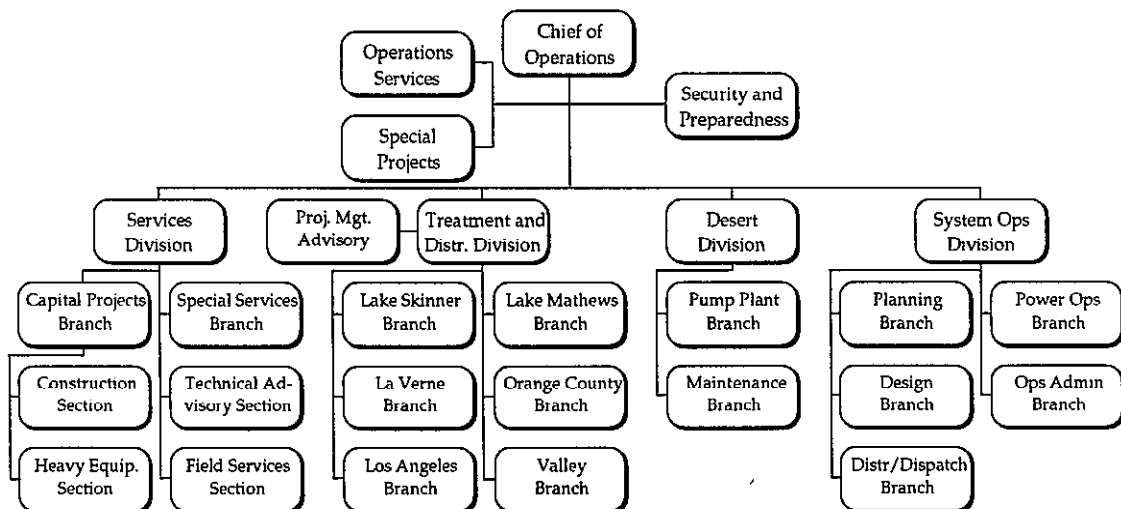 Chief of
Operations
Operations
Services
Security and
Preparedness
Special
Projects
Services
Division
Proj. Mgt.
Advisory
Treatment and
Distr. Division
Desert
Division
System Ops
Division
Capital Projects
Branch
Special Services
Branch
Lake Skinner
Branch
Lake Mathews
Branch
Pump Plant
Branch
Planning
Branch
Power Ops
Branch
Construction
Section
Technical Ad-
visory Section
La Verne
Branch
Orange County
Branch
Maintenance
Branch
Design
Branch
Ops Admin
Branch
Heavy Equip.
Section
Field Services
Section
Los Angeles
Branch
Valley
Branch
Distr/Dispatch
Branch